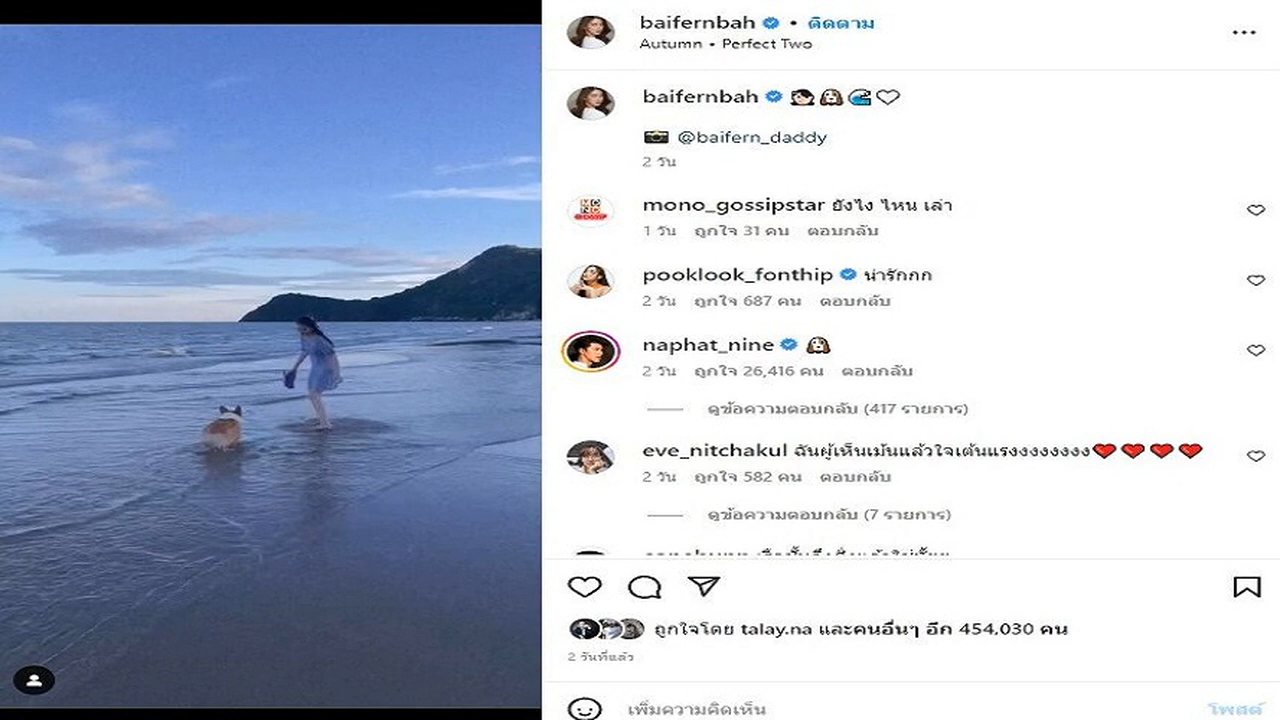 baifernbah • ติดตาม
Autumn • Perfect Two
baifernbah 👧🏻🐶🌊🤍
📸 @baifern_daddy
2 วัน
mono_gossipstar ยังไง ไหน เล่า
1 วัน ถูกใจ 31 คน ตอบกลับ
pooklook_fonthip น่ารักกก
2 วัน ถูกใจ 687 คน ตอบกลับ
naphat_nine 🐶
2 วัน ถูกใจ 26,416 คน ตอบกลับ
ดูข้อความตอบกลับ (417 รายการ)
eve_nitchakul ฉันผู้เห็นเม้นแล้วใจเต้นแรงงงงงงงง❤️❤️❤️❤️
2 วัน ถูกใจ 582 คน ตอบกลับ
ดูข้อความตอบกลับ (7 รายการ)
ถูกใจโดย talay.na และคนอื่นๆ อีก 454,030 คน
2 วันที่แล้ว
เพิ่มความคิดเห็น โพสต์